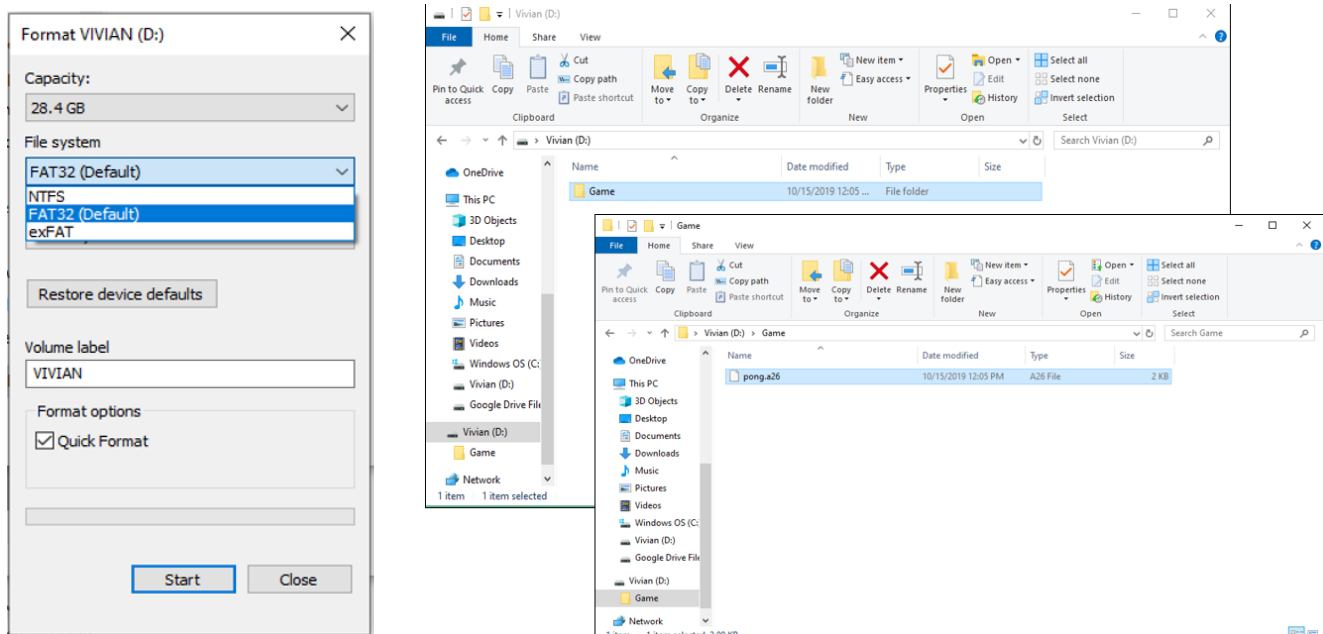 Format VIVIAN (D:)
Capacity:
28.4 GB
File system
FAT32 (Default)
NTFS
FAT32 (Default)
exFAT
Restore device defaults
Volume label
VIVIAN
Format options
Quick Format
Start Close
Vivian (D:)
File Home Share View
Pin to Quick access Copy Paste Cut
Copy path
Paste shortcut
Move to Copy to Delete Rename New folder New item
Easy access
Properties Open
Edit
History
Select all
Select none
Invert selection
Clipboard Organize New Open Select
Vivian (D:) Search Vivian (D:)
Name Date modified Type Size
Game 10/15/2019 12:05 ... File folder
OneDrive
This PC
3D Objects
Desktop
Documents
Downloads
Music
Pictures
Videos
Windows OS (C:
Vivian (D:)
Google Drive File
Vivian (D:)
Game
Network
1 item 1 item selected
Game
File Home Share View
Pin to Quick access Copy Paste Cut
Copy path
Paste shortcut
Move to Copy to Delete Rename New folder New item
Easy access
Properties Open
Edit
History
Select all
Select none
Invert selection
Clipboard Organize New Open Select
Vivian (D:) Game Search Game
Name Date modified Type Size
pong.a26 10/15/2019 12:05 PM A26 File 2 KB
OneDrive
This PC
3D Objects
Desktop
Documents
Downloads
Music
Pictures
Videos
Windows OS (C:
Vivian (D:)
Google Drive File
Vivian (D:)
Game
Network